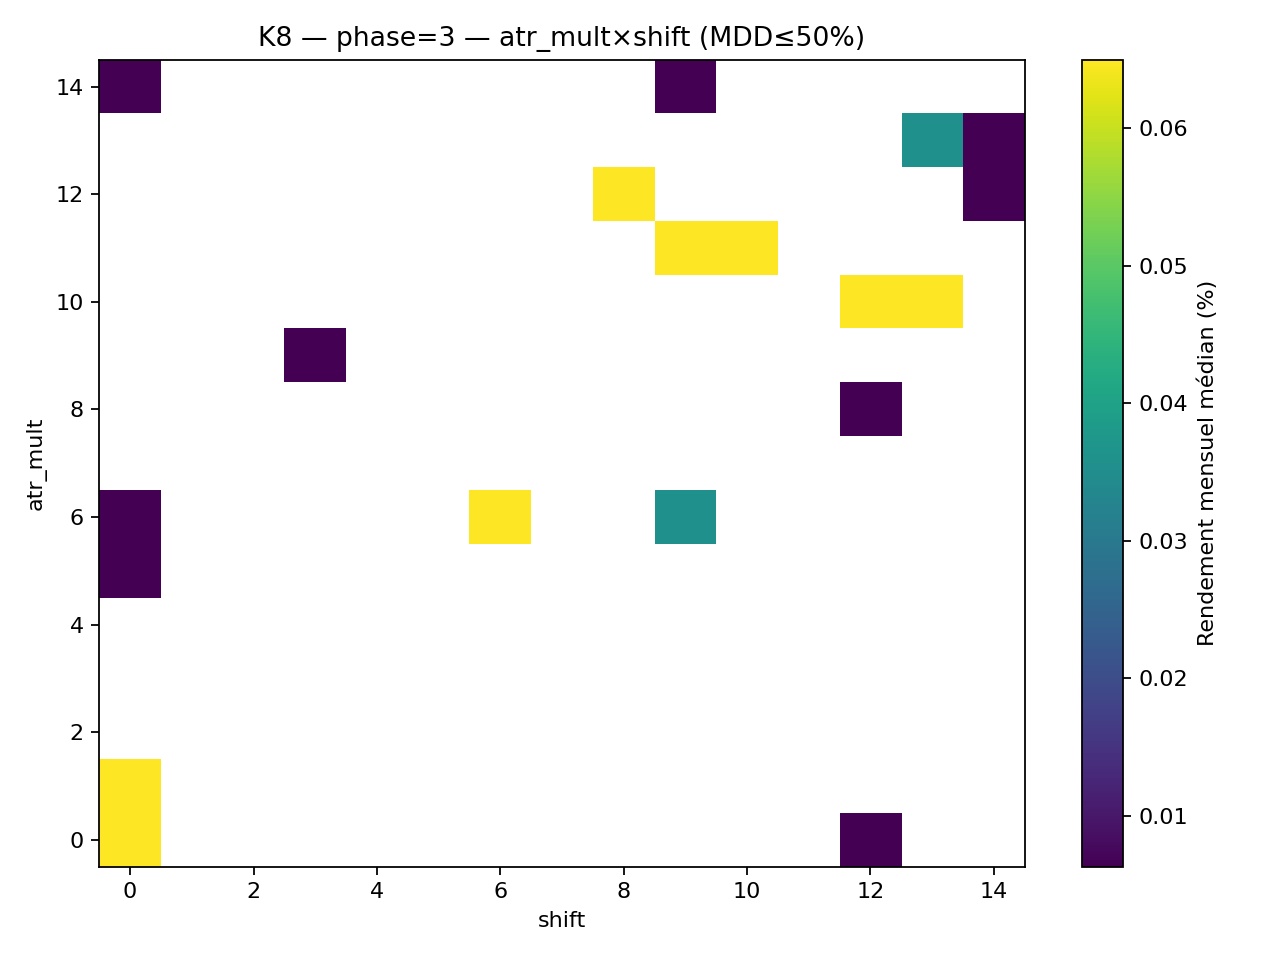 K8 — phase=3 — atr_mult×shift (MDD≤50%)
14
12
10
8
6
4
2
0
atr_mult
0 2 4 6 8 10 12 14
shift
0.06
0.05
0.04
0.03
0.02
0.01
Rendement mensuel médian (%)